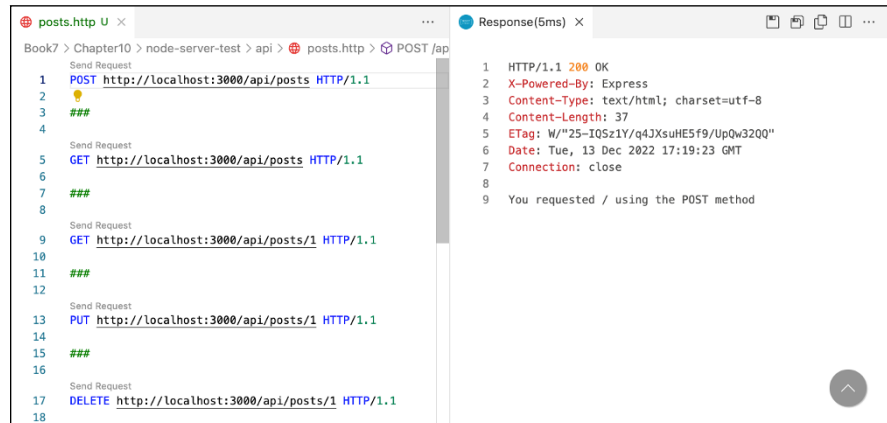 posts.http U ×
Book7 > Chapter10 > node-server-test > api > posts.http > POST /ap
Send Request
1 POST http://localhost:3000/api/posts HTTP/1.1
2
3 ###
4
Send Request
5 GET http://localhost:3000/api/posts HTTP/1.1
6
7 ###
8
Send Request
9 GET http://localhost:3000/api/posts/1 HTTP/1.1
10
11 ###
12
Send Request
13 PUT http://localhost:3000/api/posts/1 HTTP/1.1
14
15 ###
16
Send Request
17 DELETE http://localhost:3000/api/posts/1 HTTP/1.1
18
Response(5ms) ×
1 HTTP/1.1 200 OK
2 X-Powered-By: Express
3 Content-Type: text/html; charset=utf-8
4 Content-Length: 37
5 ETag: W/"25-IQSz1Y/q4JXsuHE5f9/UpQw32QQ"
6 Date: Tue, 13 Dec 2022 17:19:23 GMT
7 Connection: close
8
9 You requested / using the POST method